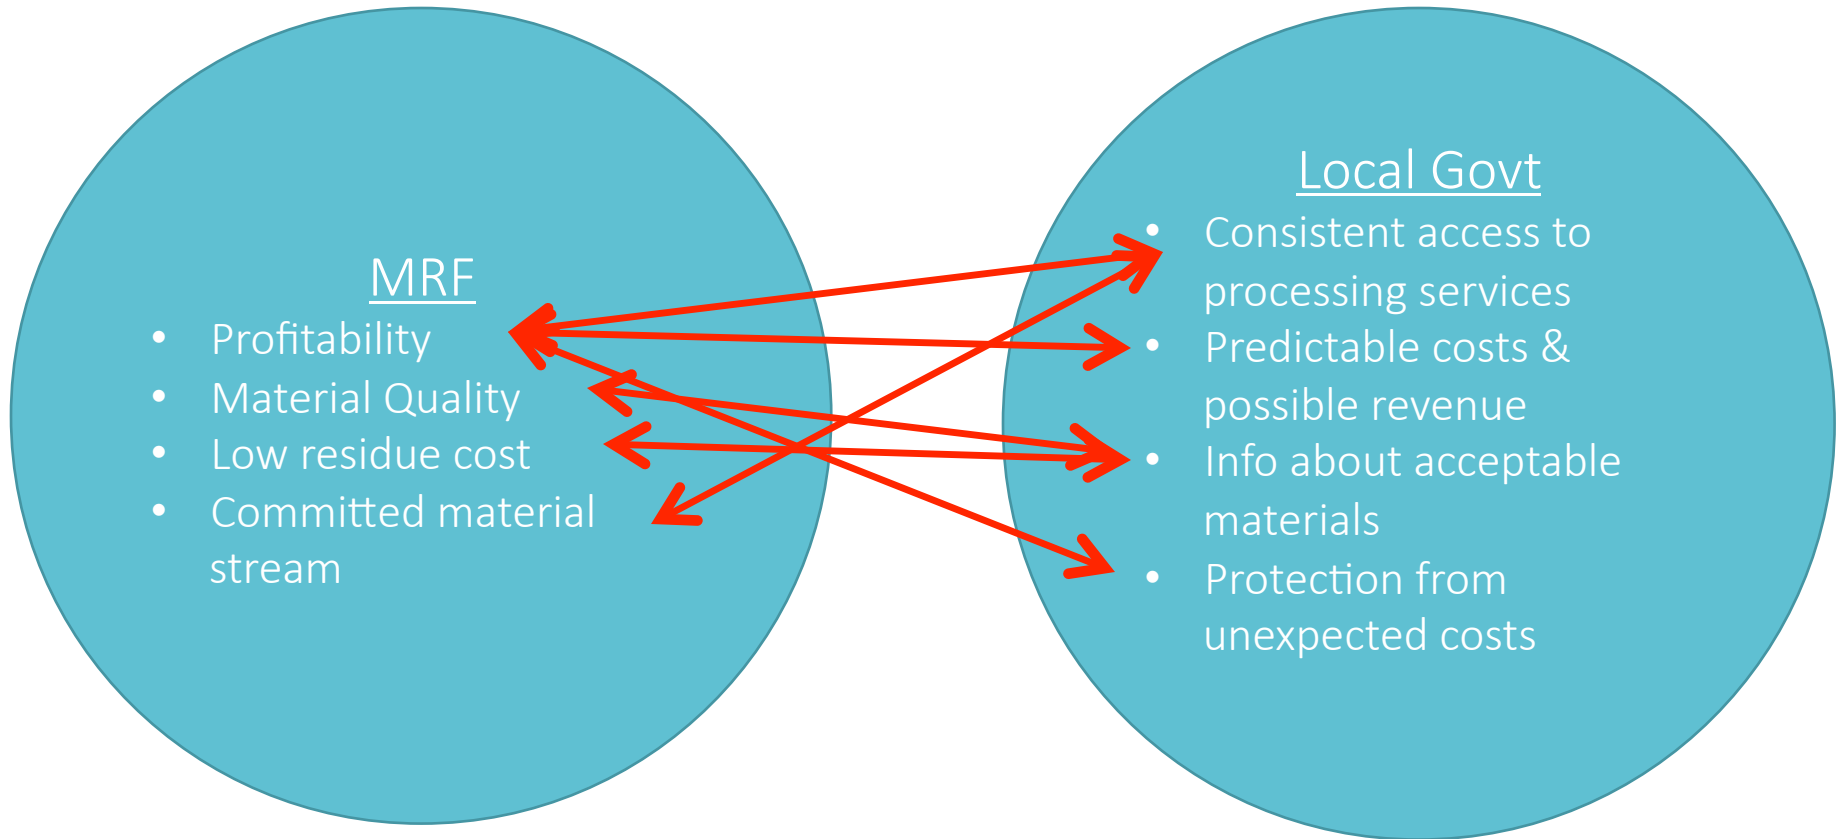 MRF
• Profitability
• Material Quality
• Low residue cost
• Committed material
stream
Local Govt
• Consistent access to
processing services
• Predictable costs &
possible revenue
• Info about acceptable
materials
• Protection from
unexpected costs